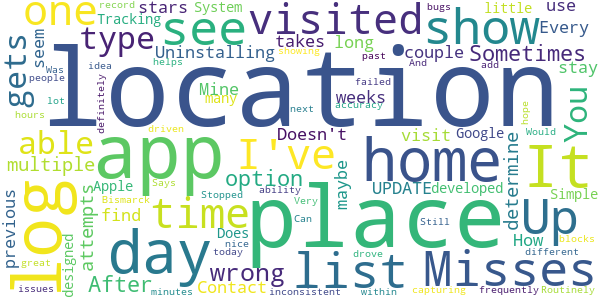 one
Tracking
stars
System
see
visited
show
little
use
Every
record
bugs
gets
seem
type
Uninstalling
takes
long
couple
Sometimes
Was
people
idea
helps
showing
past
And
add
stay
location
Mine
many
weeks
failed
accuracy
next
lot
hours
definitely
driven
Doesn't
visit
Google
determine
You
hope
Would
able
multiple
app
I've
home
It
option
maybe
UPDATE
developed
Simple
Apple
Says
Bismarck
ability
previous
log
designed
attempts
find
time
Stopped
Very
Can
place
Still
How
Up
blocks
different
Does
nice
today
day
After
wrong
list
drove
Misses
issues
great
minutes
Contact
inconsistent
within
capturing
frequently
Routinely